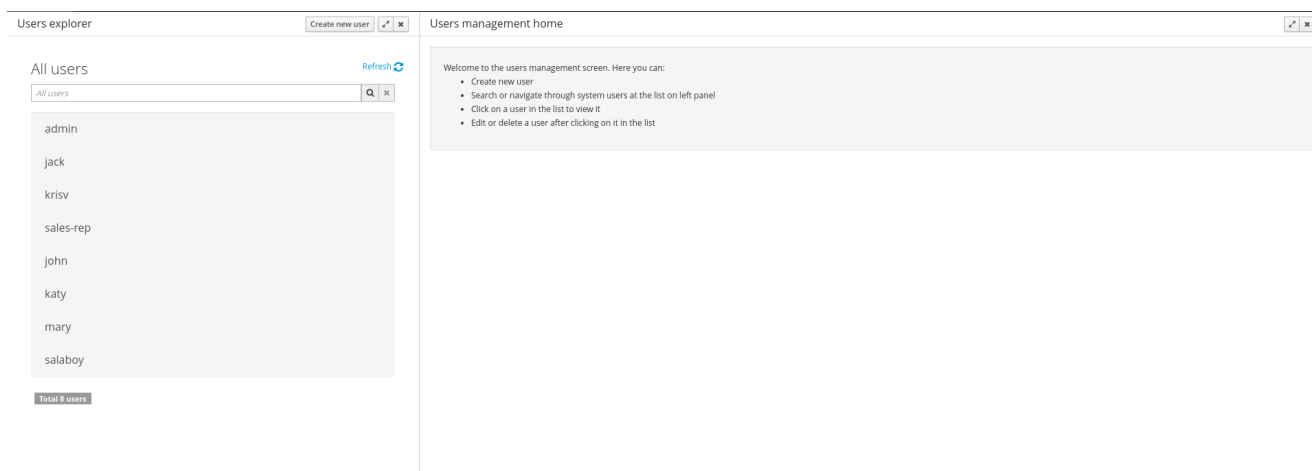 Users explorer
Create new user
All users
Refresh
All users
admin
jack
krisv
sales-rep
john
katy
mary
salaboy
Total 8 users
Users management home
Welcome to the users management screen. Here you can:
• Create new user
• Search or navigate through system users at the list on left panel
• Click on a user in the list to view it
• Edit or delete a user after clicking on it in the list